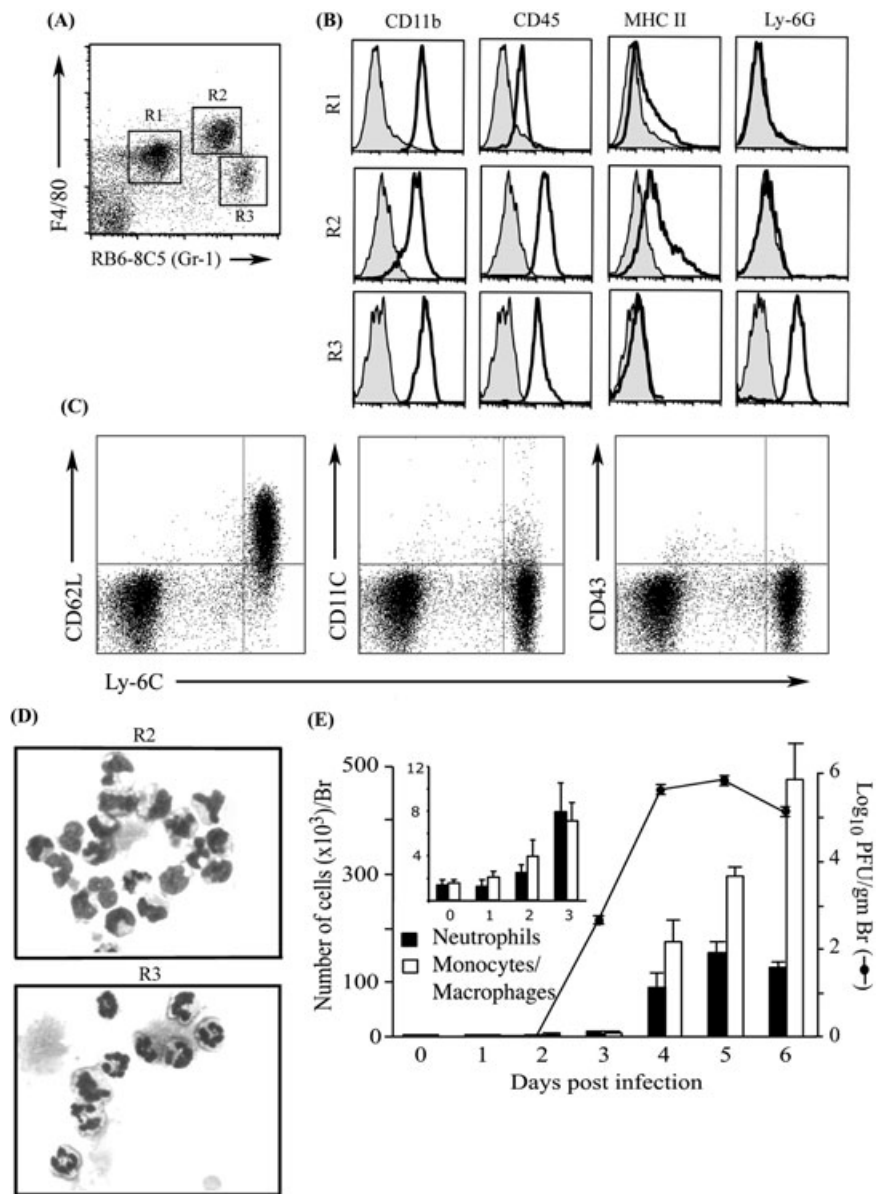 (A)
F4/80
R1
R2
R3
RB6-8C5 (Gr-1)
(B)
CD11b CD45 MHC II Ly-6G
R1
R2
R3
(C)
CD62L
CD11C
CD43
Ly-6C
(D)
R2
R3
(E)
Number of cells (x10³)/Br
500
300
100
0
12
8
4
0 1 2 3
Neutrophils
Monocytes/
Macrophages
0 1 2 3 4 5 6
Days post infection
6
4
2
0
Log₁₀ PFU/gm Br ( )